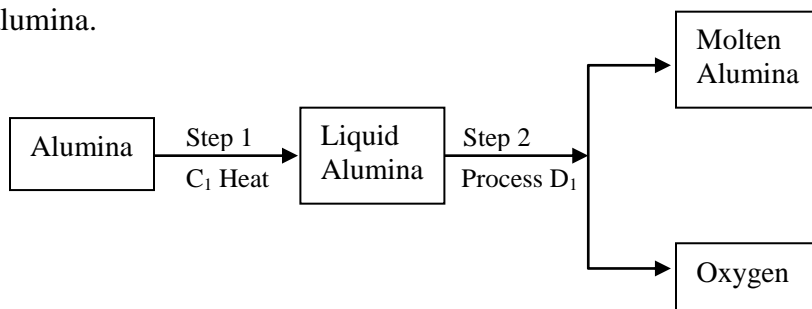 lumina.
Alumina
Step 1
C₁ Heat
Liquid
Alumina
Step 2
Process D₁
Molten
Alumina
Oxygen